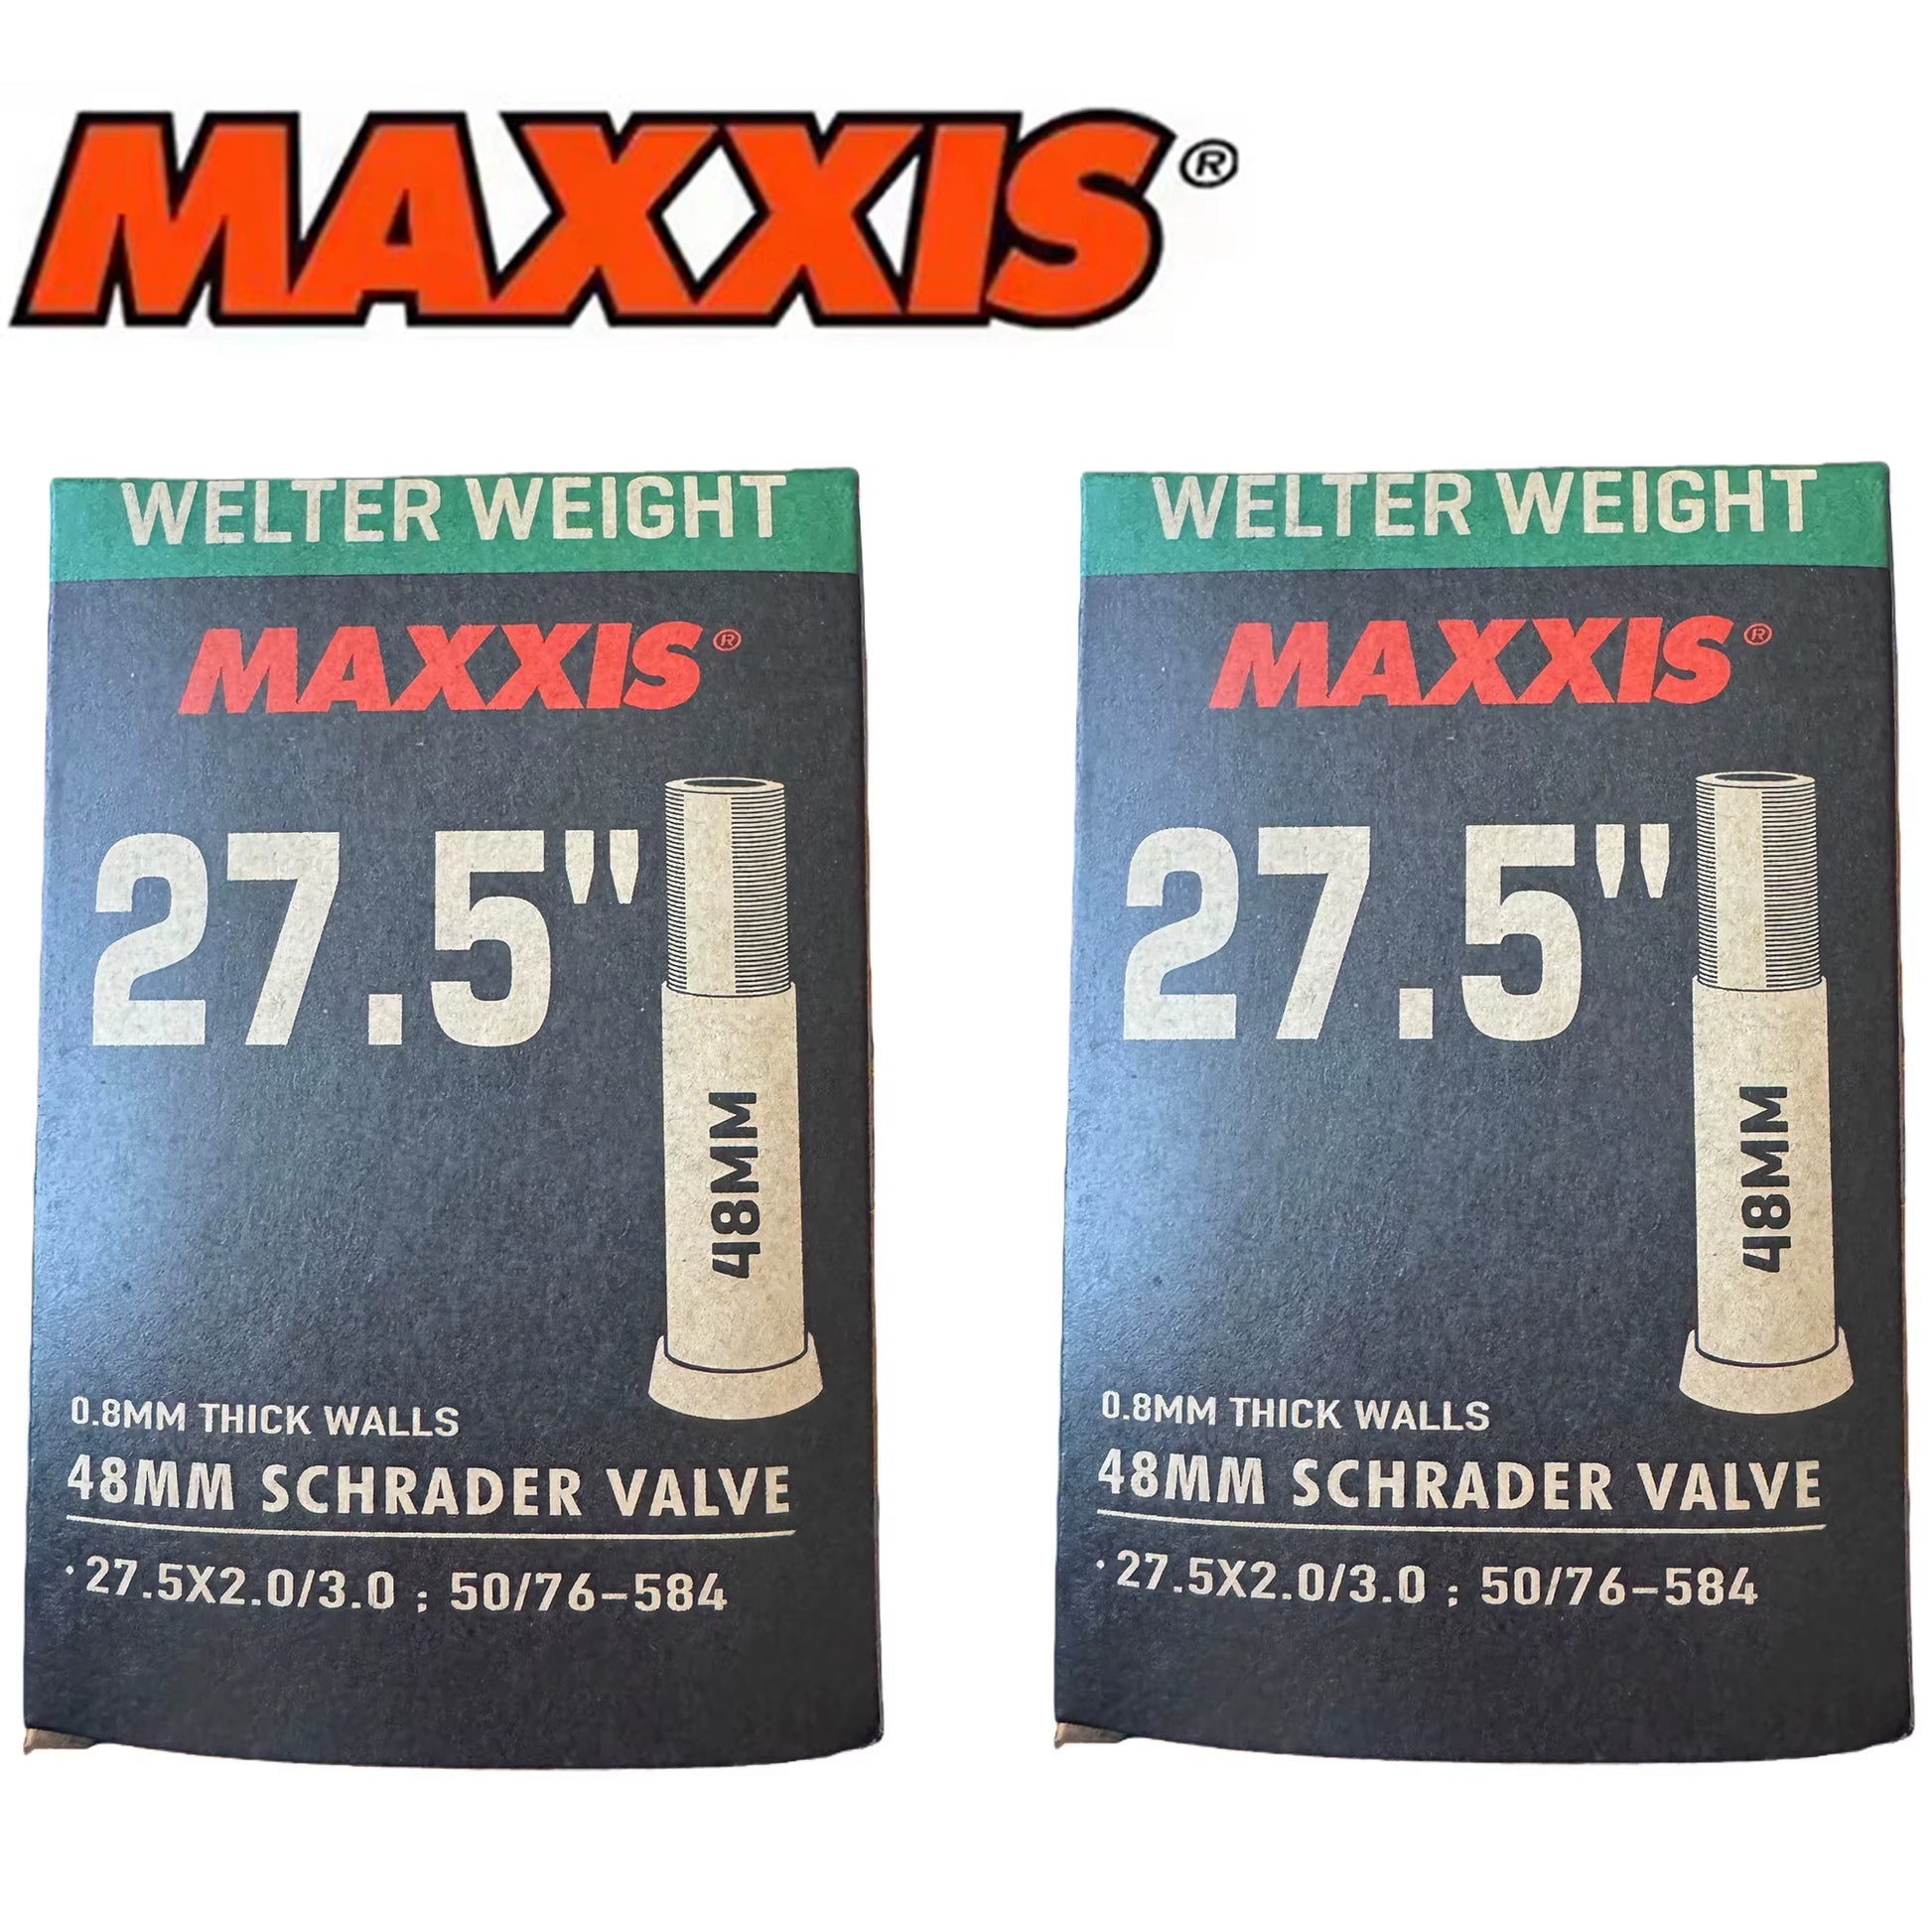 MAXXIS®
WELTER WEIGHT
MAXXIS®
27.5"
48MM
0.8MM THICK WALLS
48MM SCHRADER VALVE
·27.5X2.0/3.0 ; 50/76-584
WELTER WEIGHT
MAXXIS®
27.5"
48MM
0.8MM THICK WALLS
48MM SCHRADER VALVE
·27.5X2.0/3.0 ; 50/76-584